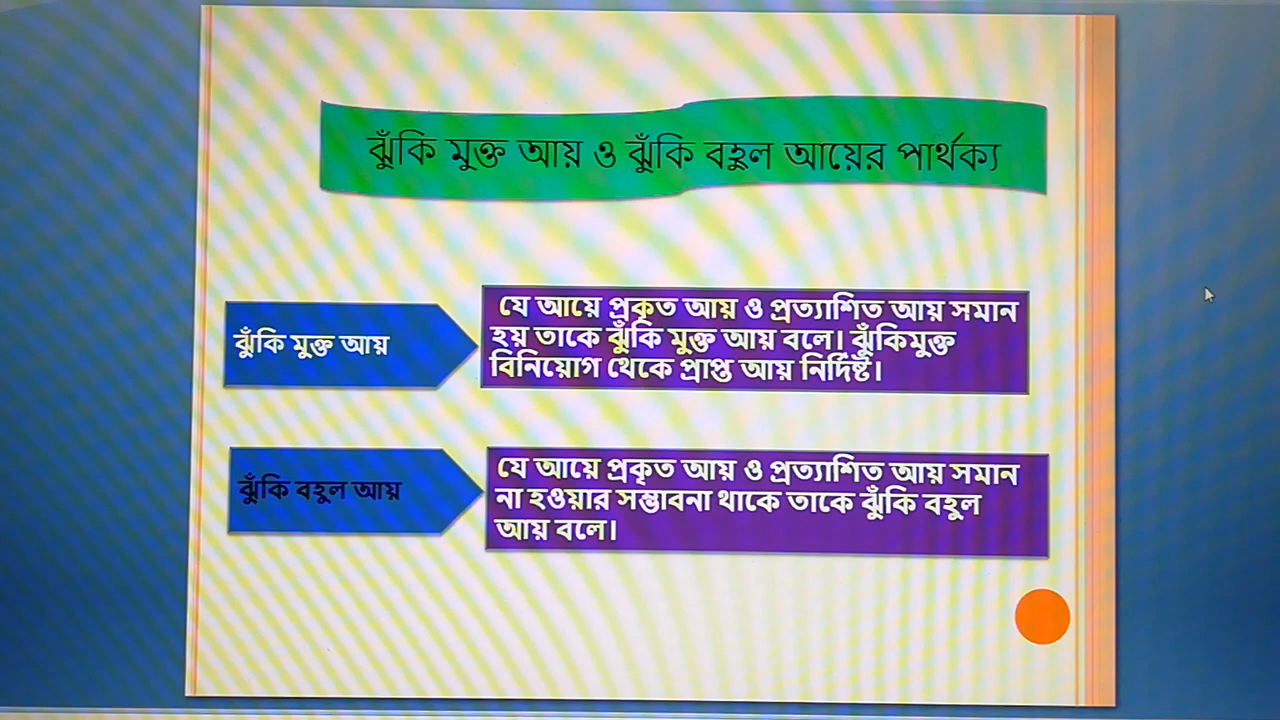 ঝুঁকি মুক্ত আয় ও ঝুঁকি বহুল আয়ের পার্থক্য
ঝুঁকি মুক্ত আয়
যে আয়ে প্রকৃত আয় ও প্রত্যাশিত আয় সমান
হয় তাকে ঝুঁকি মুক্ত আয় বলে। ঝুঁকিমুক্ত
বিনিয়োগ থেকে প্রাপ্ত আয় নির্দিষ্ট।
ঝুঁকি বহুল আয়
যে আয়ে প্রকৃত আয় ও প্রত্যাশিত আয় সমান
না হওয়ার সম্ভাবনা থাকে তাকে ঝুঁকি বহুল
আয় বলে।